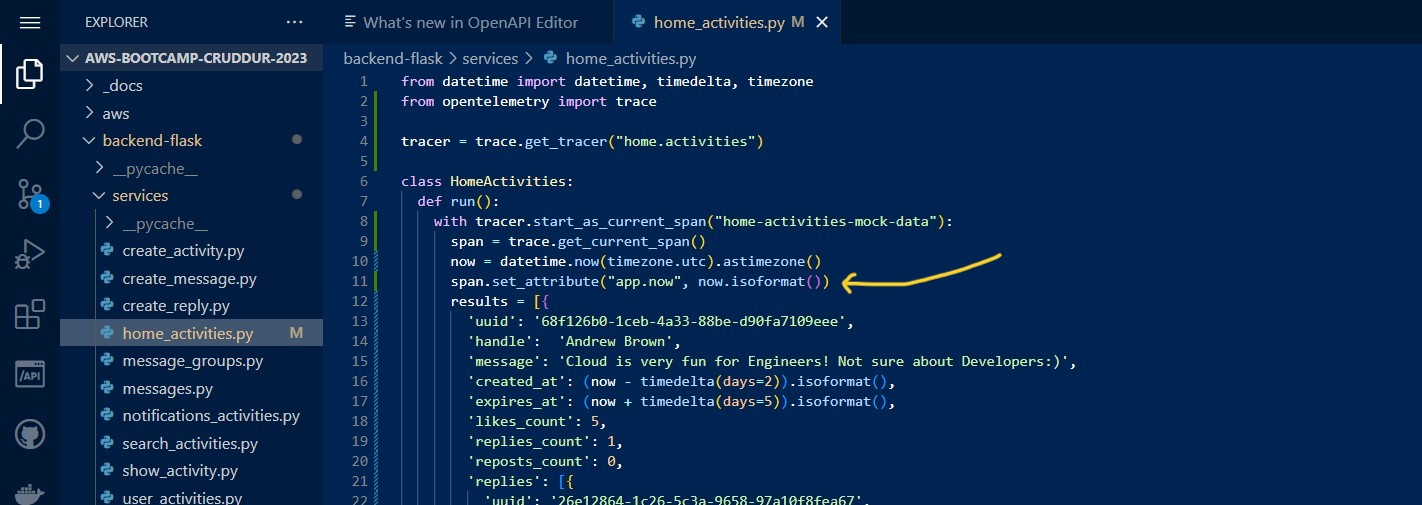 EXPLORER ...
AWS-BOOTCAMP-CRUDDUR-2023
_docs
aws
backend-flask
__pycache__
services
__pycache__
create_activity.py
create_message.py
create_reply.py
home_activities.py M
message_groups.py
messages.py
notifications_activities.py
search_activities.py
show_activity.py
user_activities.py
1
/API
What's new in OpenAPI Editor
home_activities.py M
backend-flask > services > home_activities.py
1 from datetime import datetime, timedelta, timezone
2 from opentelemetry import trace
3
4 tracer = trace.get_tracer("home.activities")
5
6 class HomeActivities:
7 def run():
8 with tracer.start_as_current_span("home-activities-mock-data"):
9 span = trace.get_current_span()
10 now = datetime.now(timezone.utc).astimezone()
11 span.set_attribute("app.now", now.isoformat())
12 results = [{
13 'uuid': '68f126b0-1ceb-4a33-88be-d90fa7109eee',
14 'handle': 'Andrew Brown',
15 'message': 'Cloud is very fun for Engineers! Not sure about Developers:)',
16 'created_at': (now - timedelta(days=2)).isoformat(),
17 'expires_at': (now + timedelta(days=5)).isoformat(),
18 'likes_count': 5,
19 'replies_count': 1,
20 'reposts_count': 0,
21 'replies': [{
22 'uuid': '26e12864-1c26-5c3a-9658-97a10f8fea67',